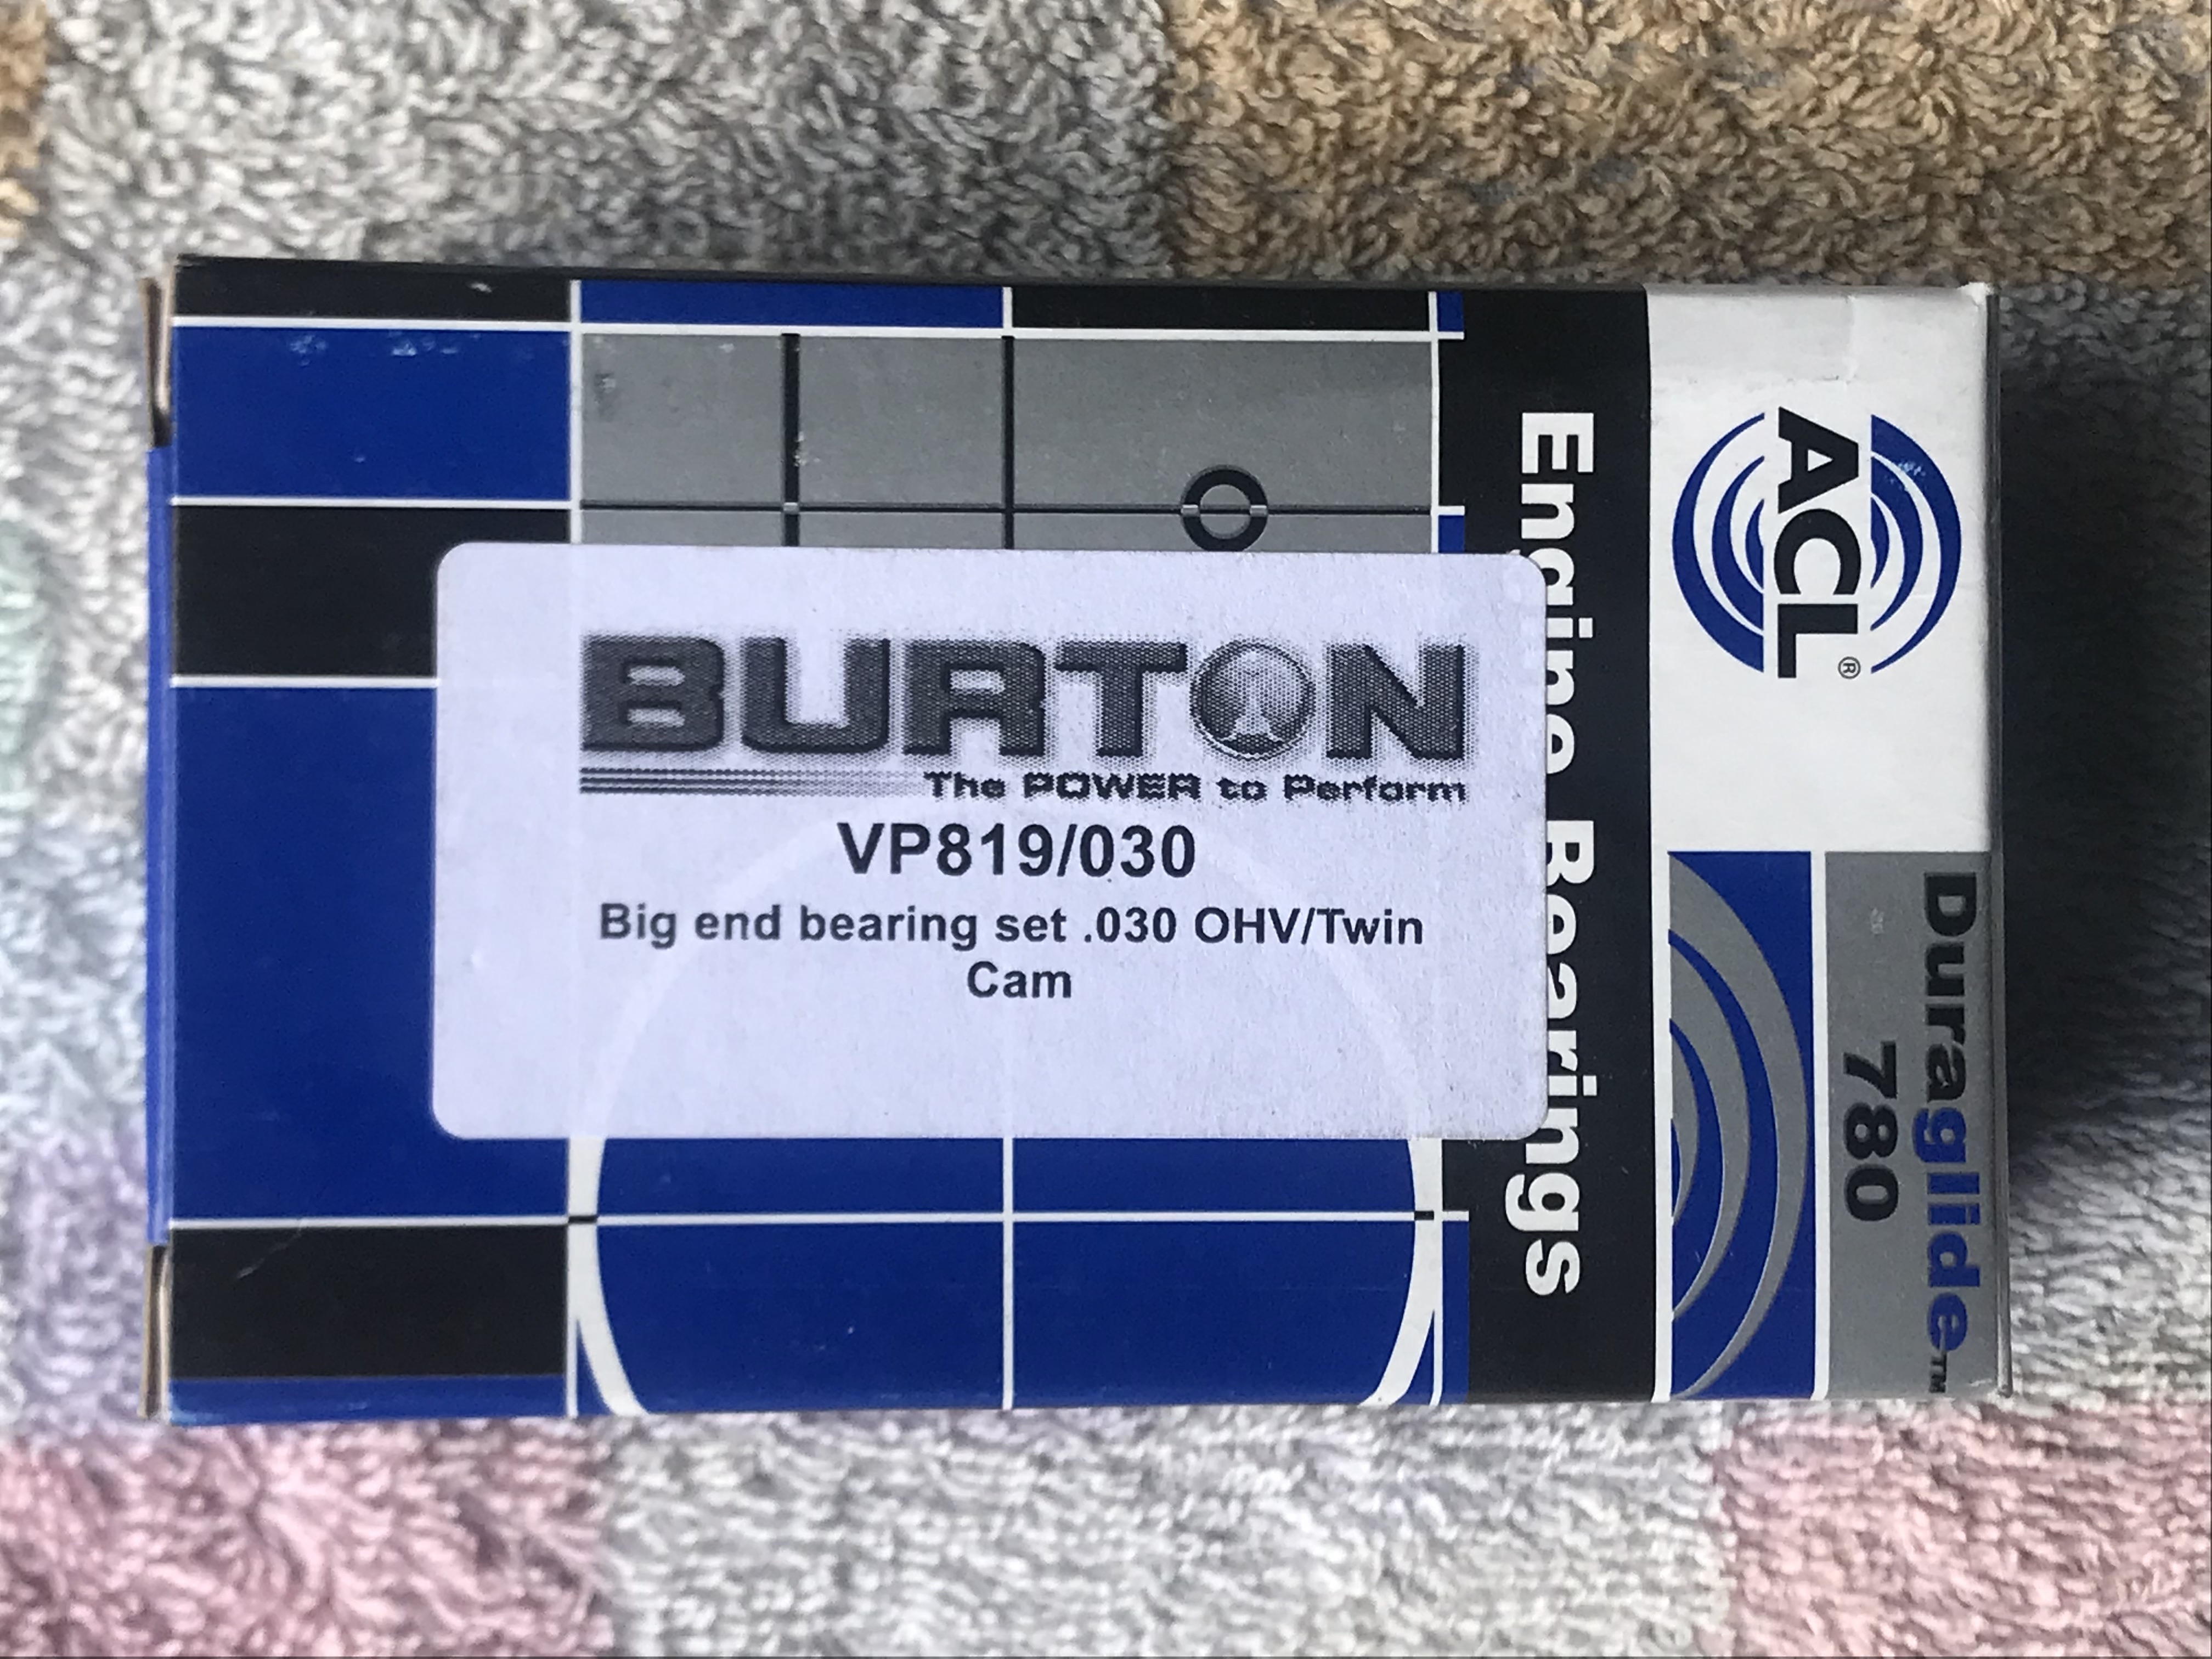 BURTON
The POWER to Perform
VP819/030
Big end bearing set .030 OHV/Twin
Cam
Engine Bearings
ACL®
Duraglide™
780